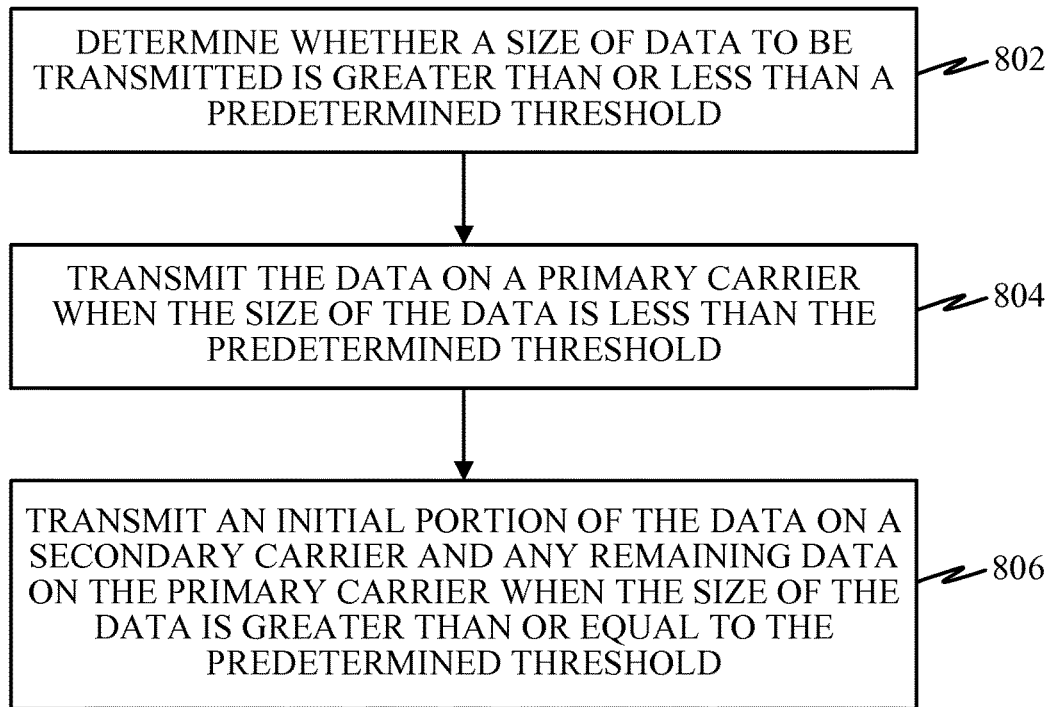 DETERMINE WHETHER A SIZE OF DATA TO BE
TRANSMITTED IS GREATER THAN OR LESS THAN A
PREDETERMINED THRESHOLD
802
TRANSMIT THE DATA ON A PRIMARY CARRIER
WHEN THE SIZE OF THE DATA IS LESS THAN THE
PREDETERMINED THRESHOLD
804
TRANSMIT AN INITIAL PORTION OF THE DATA ON A
SECONDARY CARRIER AND ANY REMAINING DATA
ON THE PRIMARY CARRIER WHEN THE SIZE OF THE
DATA IS GREATER THAN OR EQUAL TO THE
PREDETERMINED THRESHOLD
806